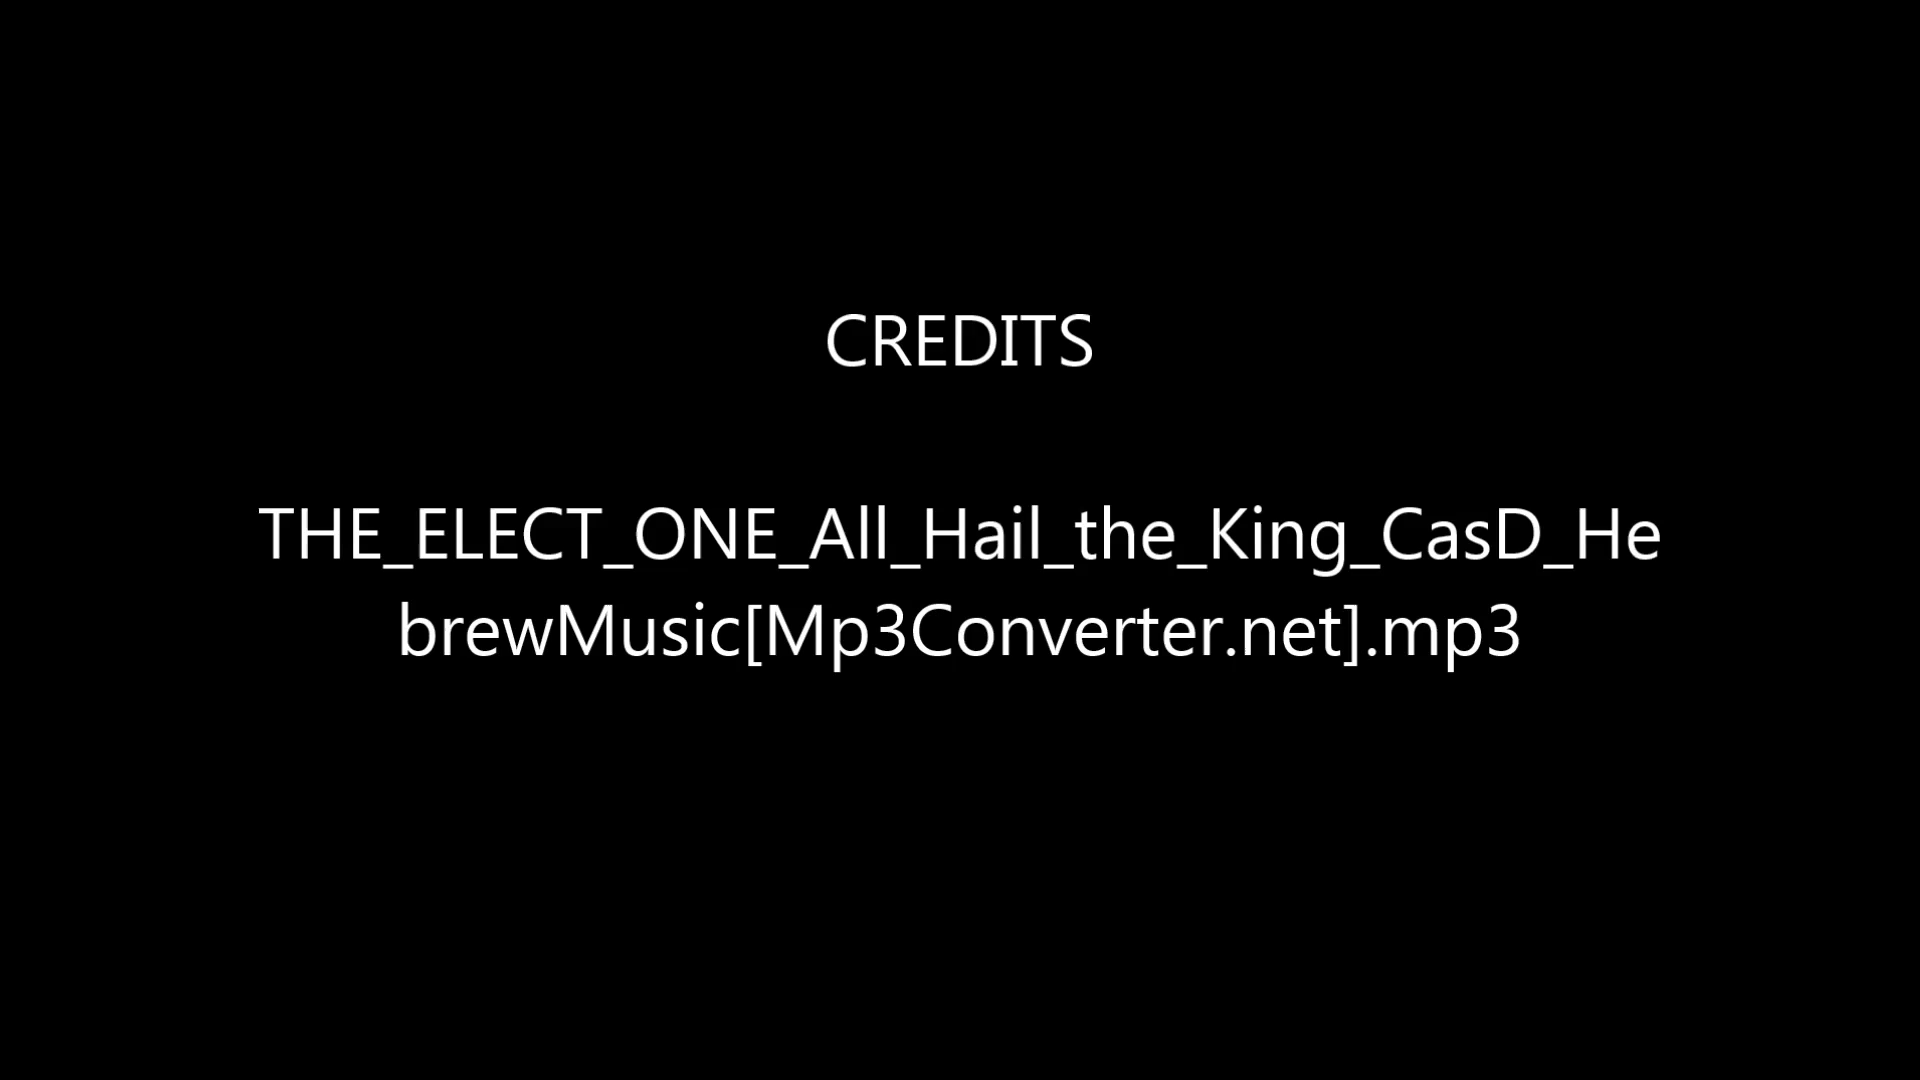 CREDITS
THE_ELECT_ONE_All_Hail_the_King_CasD_He
brewMusic[Mp3Converter.net].mp3